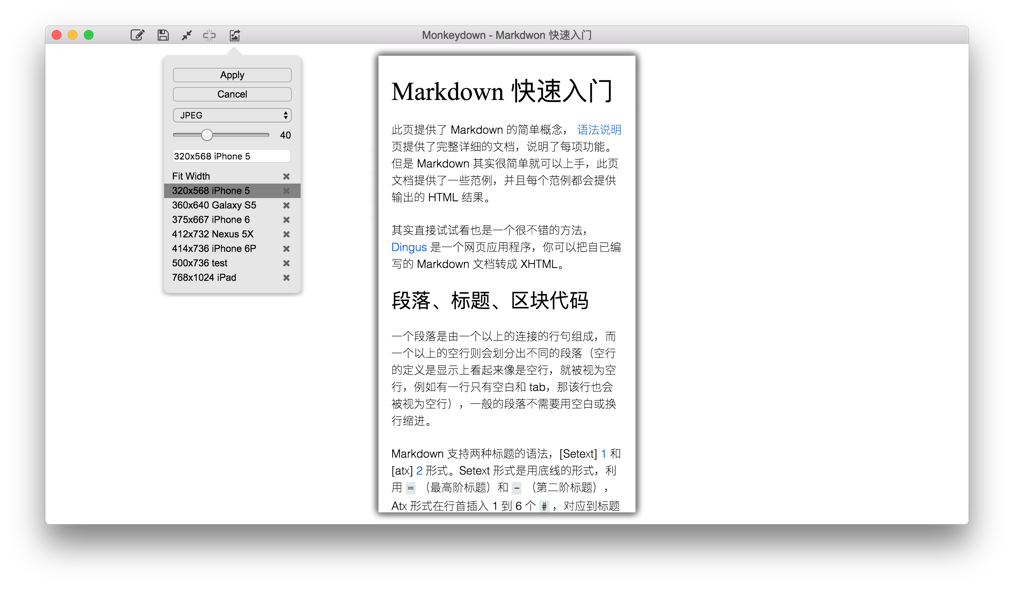 Monkeydown - Markdwon 快速入门
Apply
Cancel
JPEG
40
320x568 iPhone 5
Fit Width
320x568 iPhone 5
360x640 Galaxy S5
375x667 iPhone 6
412x732 Nexus 5X
414x736 iPhone 6P
500x736 test
768x1024 iPad
Markdown 快速入门
此页提供了 Markdown 的简单概念， 语法说明
页提供了完整详细的文档，说明了每项功能。
但是 Markdown 其实很简单就可以上手，此页
文档提供了一些范例，并且每个范例都会提供
输出的 HTML 结果。
其实直接试试看也是一个很不错的方法，
Dingus 是一个网页应用程序，你可以把自已编
写的 Markdown 文档转成 XHTML。
段落、标题、区块代码
一个段落是由一个以上的连接的行句组成，而
一个以上的空行则会划分出不同的段落（空行
的定义是显示上看起来像是空行，就被视为空
行，例如有一行只有空白和 tab，那该行也会
被视为空行），一般的段落不需要用空白或换
行缩进。
Markdown 支持两种标题的语法，[Setext] 1 和
[atx] 2 形式。Setext 形式是用底线的形式，利
用 = （最高阶标题）和 - （第二阶标题），
Atx 形式在行首插入 1 到 6 个 # ，对应到标题